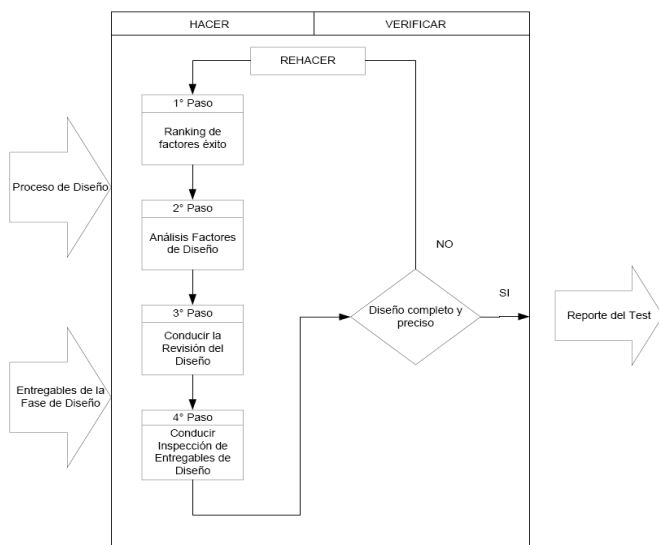 HACER
VERIFICAR
REHACER
1° Paso
Ranking de
factores éxito
Proceso de Diseño
2° Paso
Análisis Factores
de Diseño
NO
SI
3° Paso
Conducir la
Revisión del
Diseño
Diseño completo y
preciso
Reporte del Test
Entregables de la
Fase de Diseño
4° Paso
Conducir
Inspección de
Entregables de
Diseño